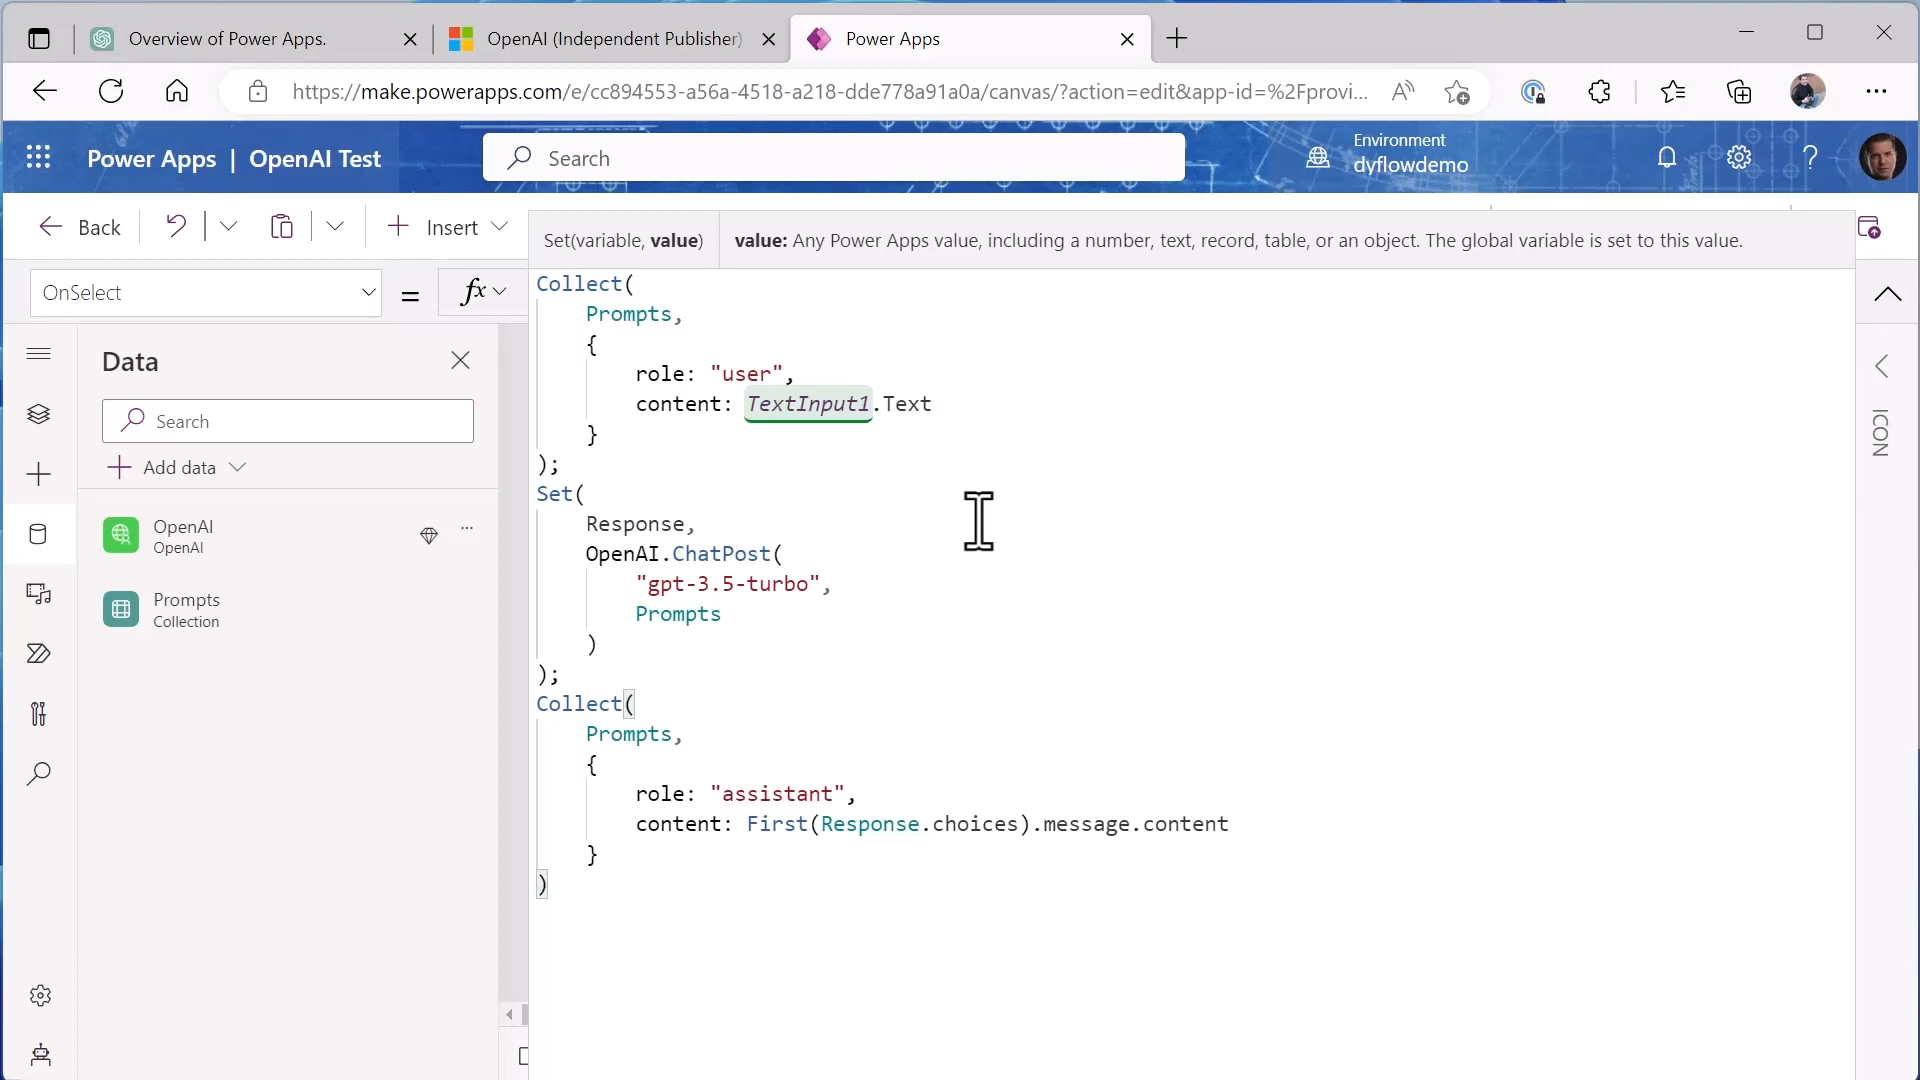 Overview of Power Apps.
OpenAI (Independent Publisher)
Power Apps
https://make.powerapps.com/e/cc894553-a56a-4518-a218-dde778a91a0a/canvas/?action=edit&app-id=%2Fprovi...
Power Apps | OpenAI Test
Search
Environment
dyflowdemo
Back
Insert
Set(variable, value)
value: Any Power Apps value, including a number, text, record, table, or an object. The global variable is set to this value.
OnSelect
=
fx
Data
Search
Add data
OpenAI
OpenAI
Prompts
Collection
Collect(
Prompts,
{
role: "user",
content: TextInput1.Text
}
);
Set(
Response,
OpenAI.ChatPost(
"gpt-3.5-turbo",
Prompts
)
);
Collect(
Prompts,
{
role: "assistant",
content: First(Response.choices).message.content
}
)
ICON